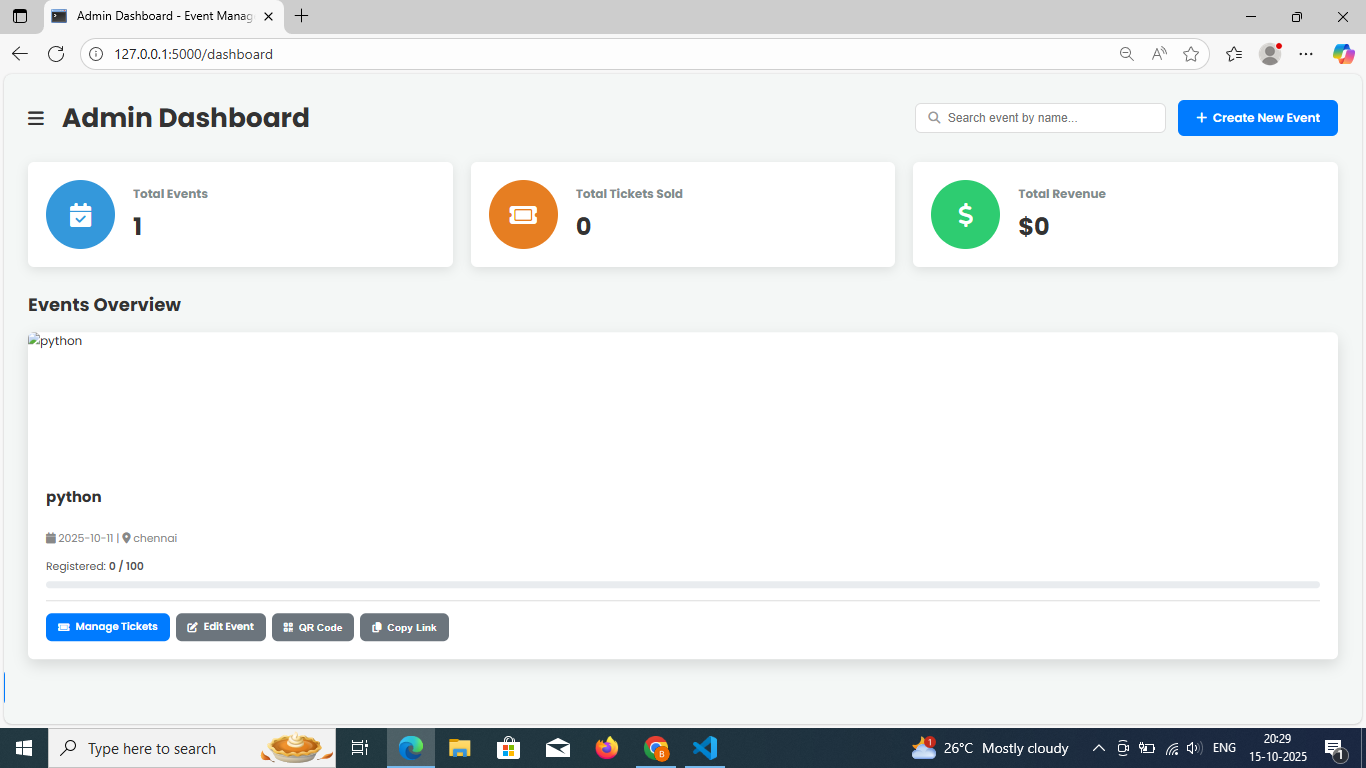 Admin Dashboard - Event Manag
127.0.0.1:5000/dashboard
Admin Dashboard
Search event by name...
Create New Event
Total Events
1
Total Tickets Sold
0
Total Revenue
$0
Events Overview
python
python
2025-10-11 | chennai
Registered: 0 / 100
Manage Tickets
Edit Event
QR Code
Copy Link
Type here to search
1
26°C Mostly cloudy
ENG
20:29
15-10-2025
1